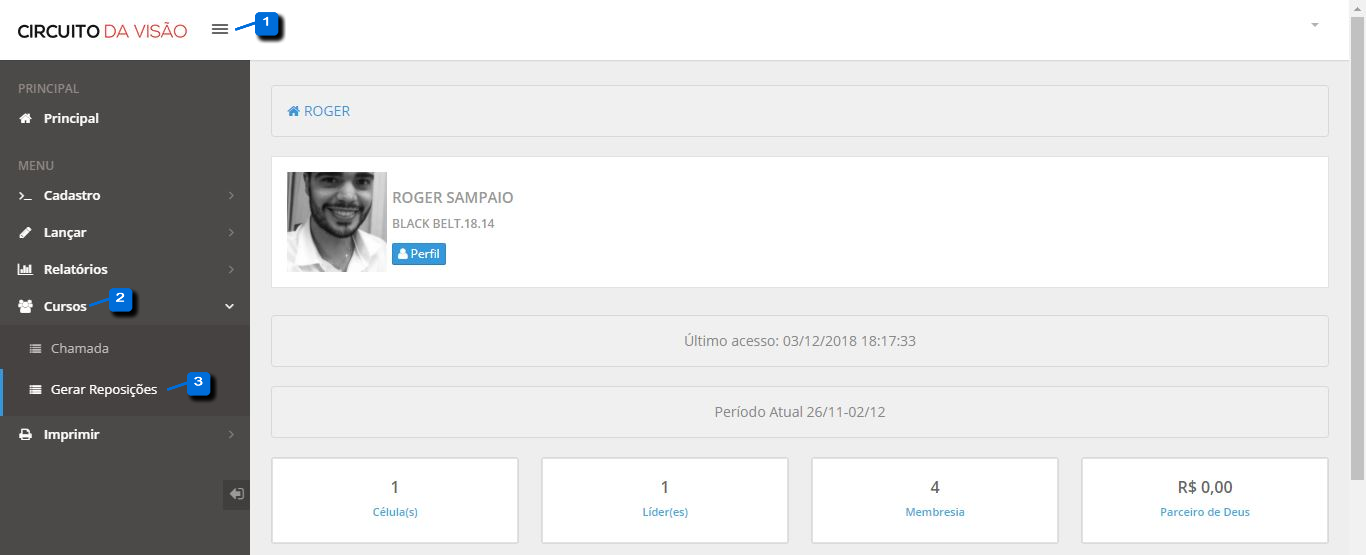 CIRCUITO DA VISÃO
1
PRINCIPAL
Principal
MENU
Cadastro
Lançar
Relatórios
Cursos
2
Chamada
Gerar Reposições
3
Imprimir
ROGER
ROGER SAMPAIO
BLACK BELT.18.14
Perfil
Último acesso: 03/12/2018 18:17:33
Período Atual 26/11-02/12
1
Célula(s)
1
Líder(es)
4
Membresia
R$ 0,00
Parceiro de Deus